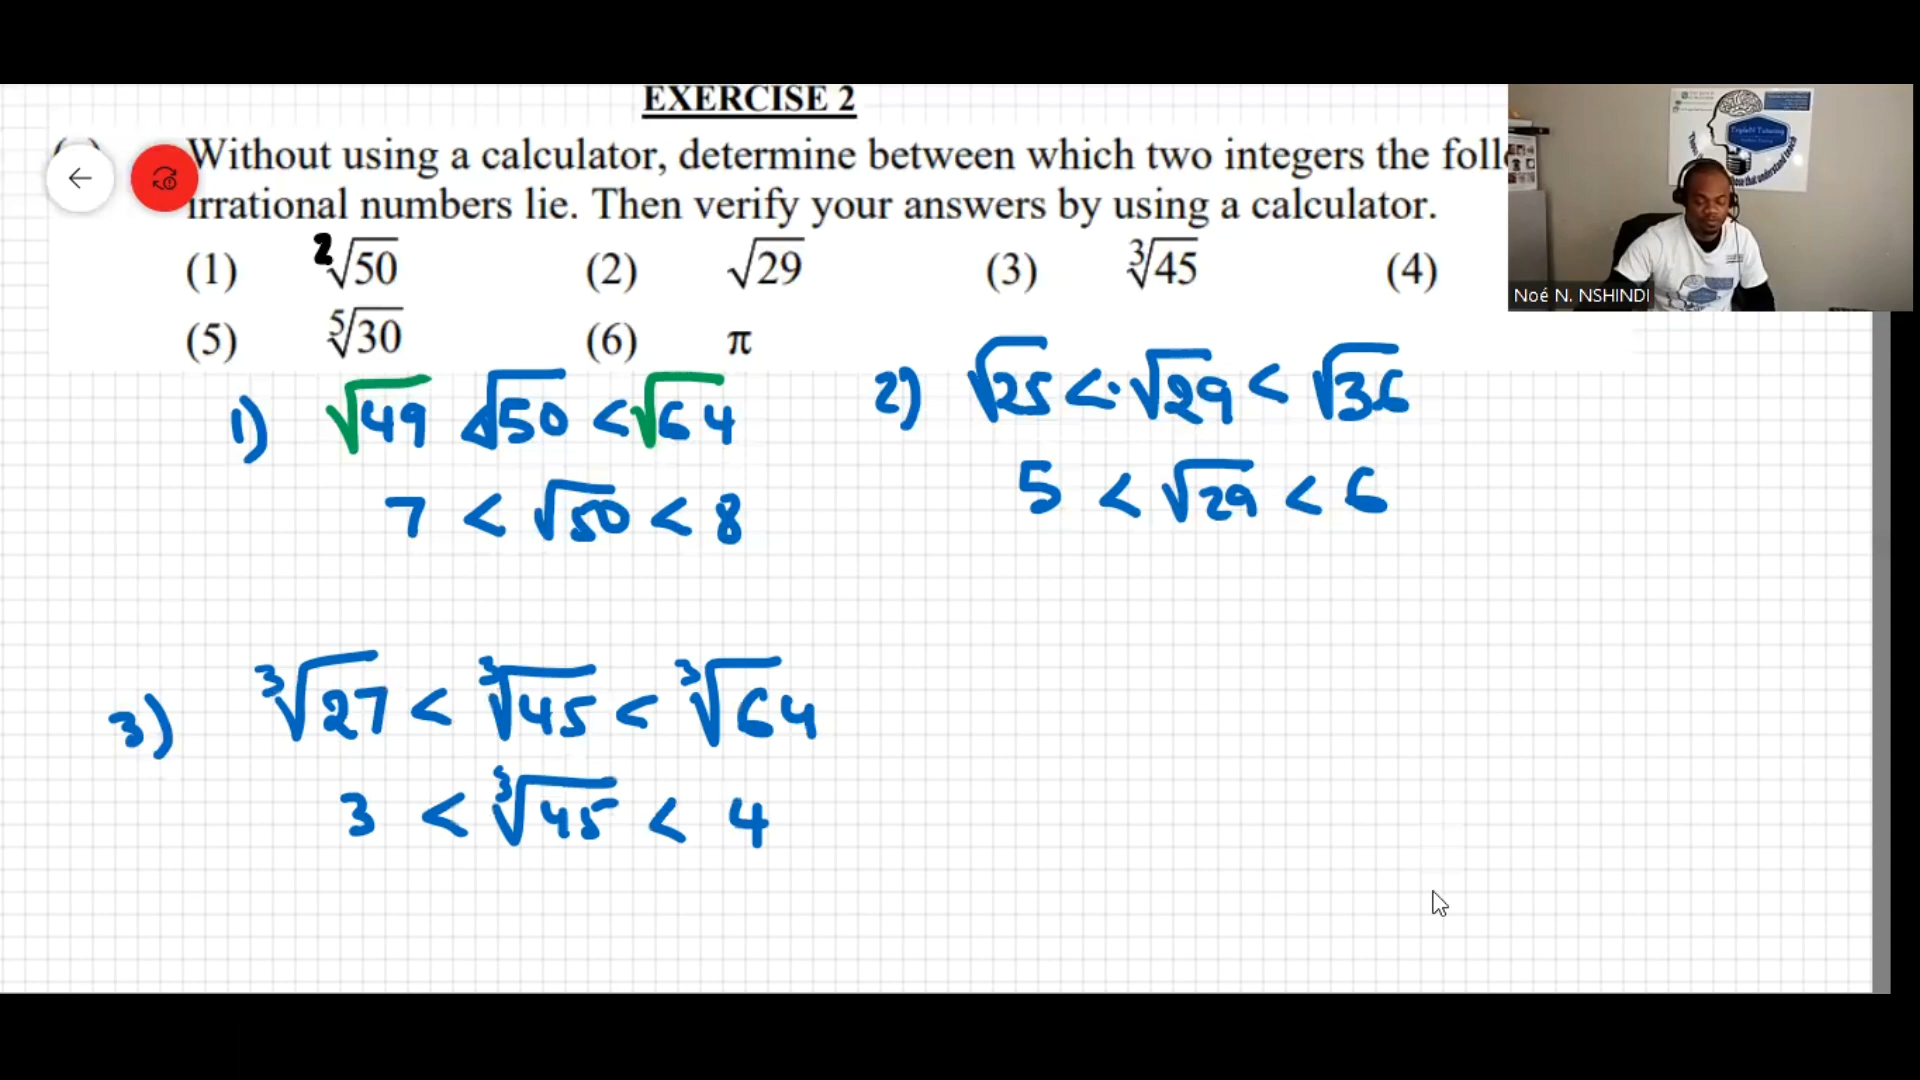 EXERCISE 2
Without using a calculator, determine between which two integers the foll
irrational numbers lie. Then verify your answers by using a calculator.
(1) ²√50 (2) √29 (3) ³√45 (4)
(5) ⁵√30 (6) π
1) √49 < √50 < √64
7 < √50 < 8
2) √25 < √29 < √36
5 < √29 < 6
3) ³√27 < ³√45 < ³√64
3 < ³√45 < 4
Noé N. NSHINDI